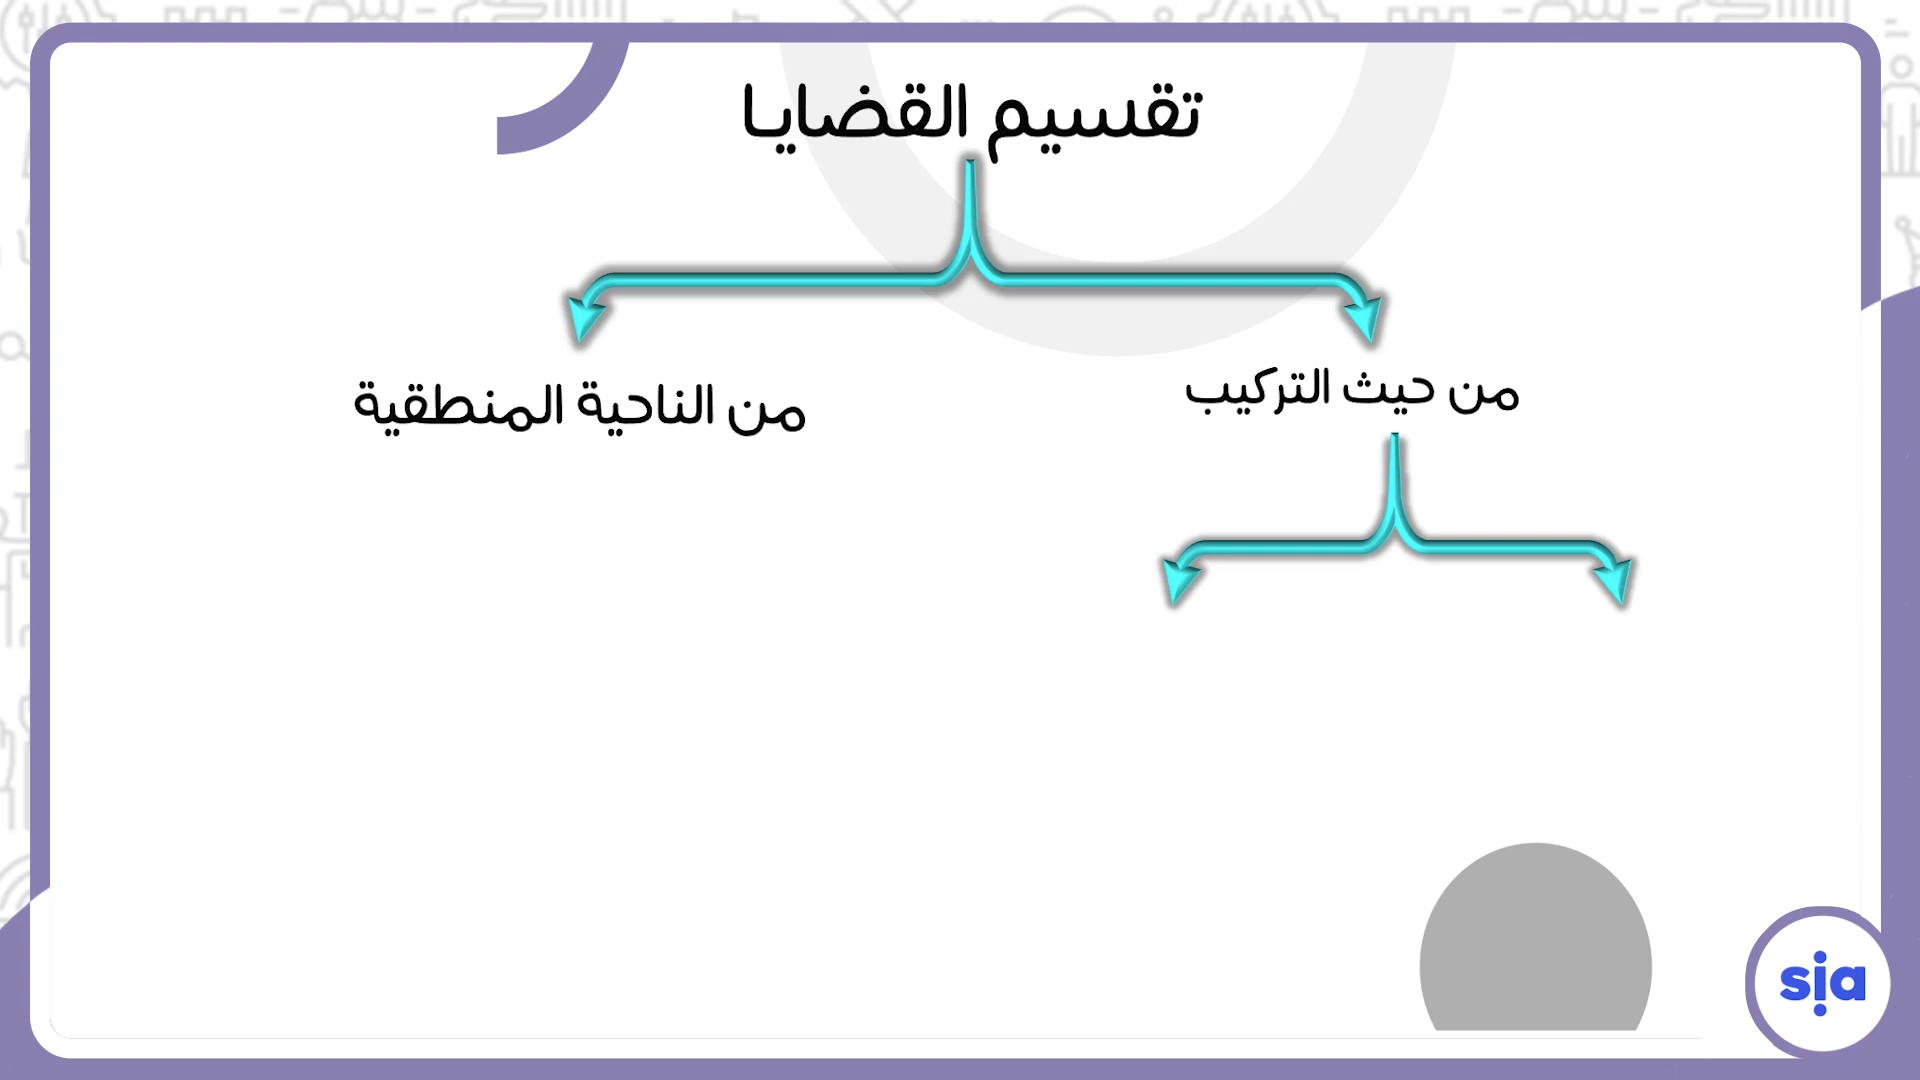 تقسيم القضايا
من حيث التركيب
من الناحية المنطقية
sia